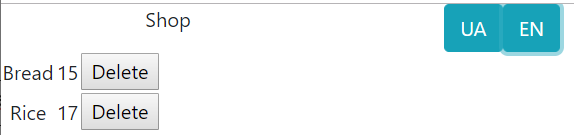 Shop
UA EN
Bread 15 Delete
Rice 17 Delete